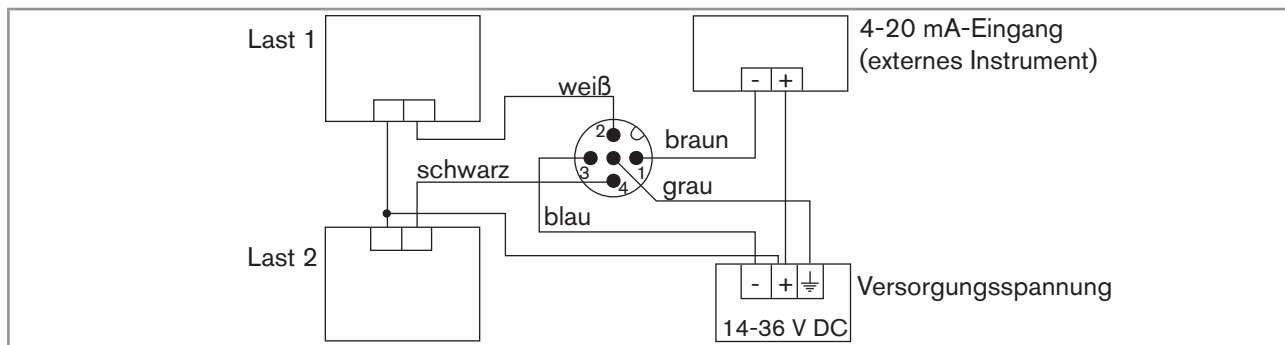 Last 1
4-20 mA-Eingang
(externes Instrument)
- +
weiß
2
braun
3
1
schwarz
4
grau
blau
Last 2
- +
Versorgungsspannung
14-36 V DC